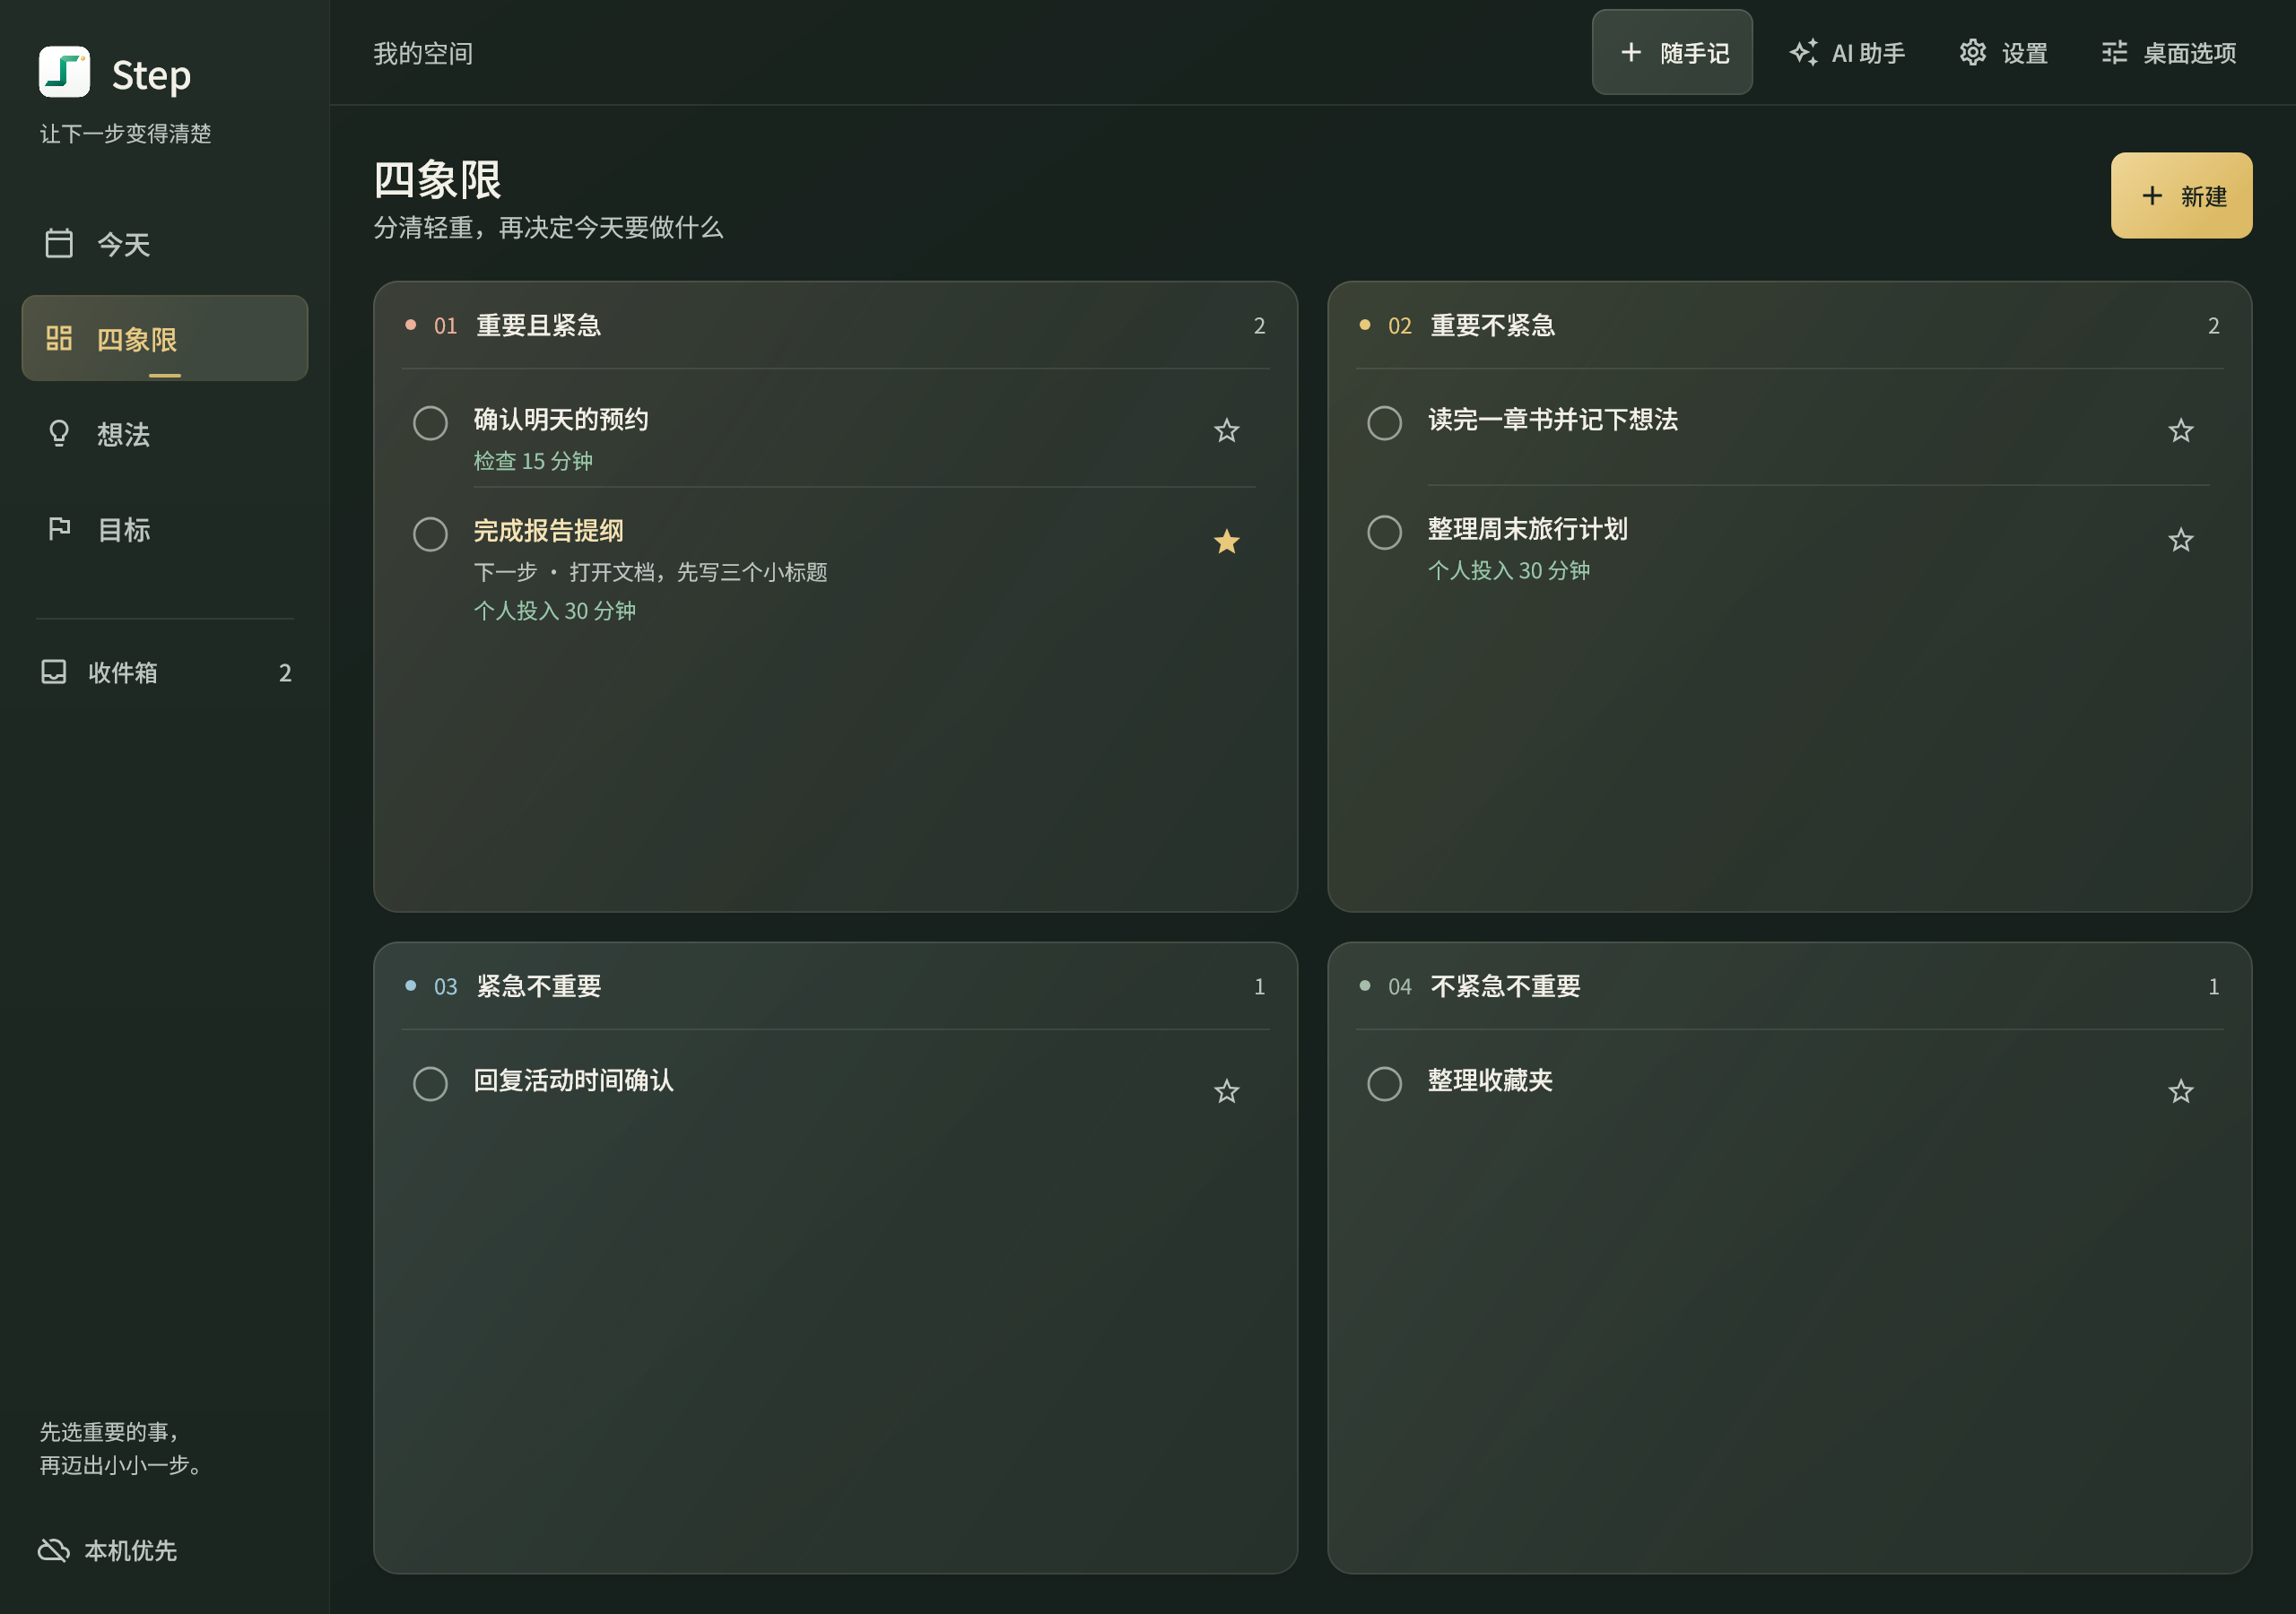 Step
让下一步变得清楚
今天
四象限
想法
目标
收件箱 2
先选重要的事，
再迈出小小一步。
本机优先
我的空间
随手记
AI 助手
设置
桌面选项
四象限
分清轻重，再决定今天要做什么
新建
01 重要且紧急 2
确认明天的预约
检查 15 分钟
完成报告提纲
下一步 · 打开文档，先写三个小标题
个人投入 30 分钟
02 重要不紧急 2
读完一章书并记下想法
整理周末旅行计划
个人投入 30 分钟
03 紧急不重要 1
回复活动时间确认
04 不紧急不重要 1
整理收藏夹